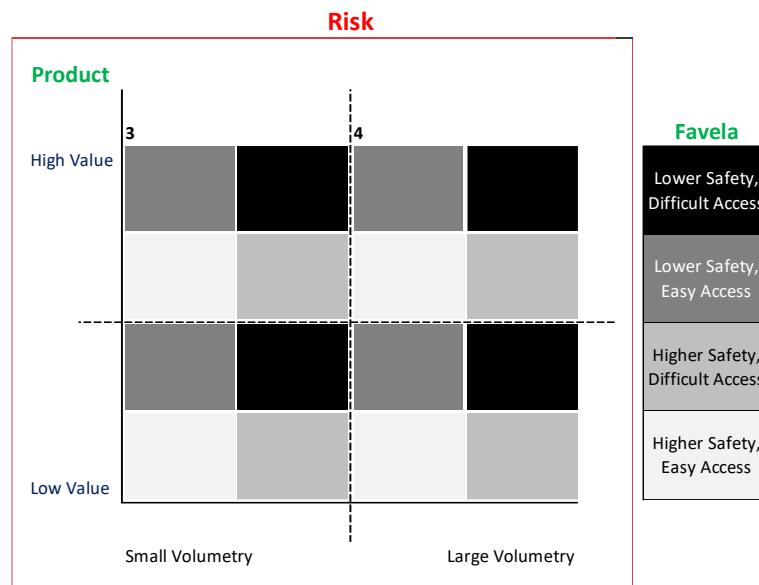 Risk
Product
3
4
High Value
Low Value
Small Volumetry
Large Volumetry
Favela
Lower Safety,
Difficult Access
Lower Safety,
Easy Access
Higher Safety,
Difficult Access
Higher Safety,
Easy Access